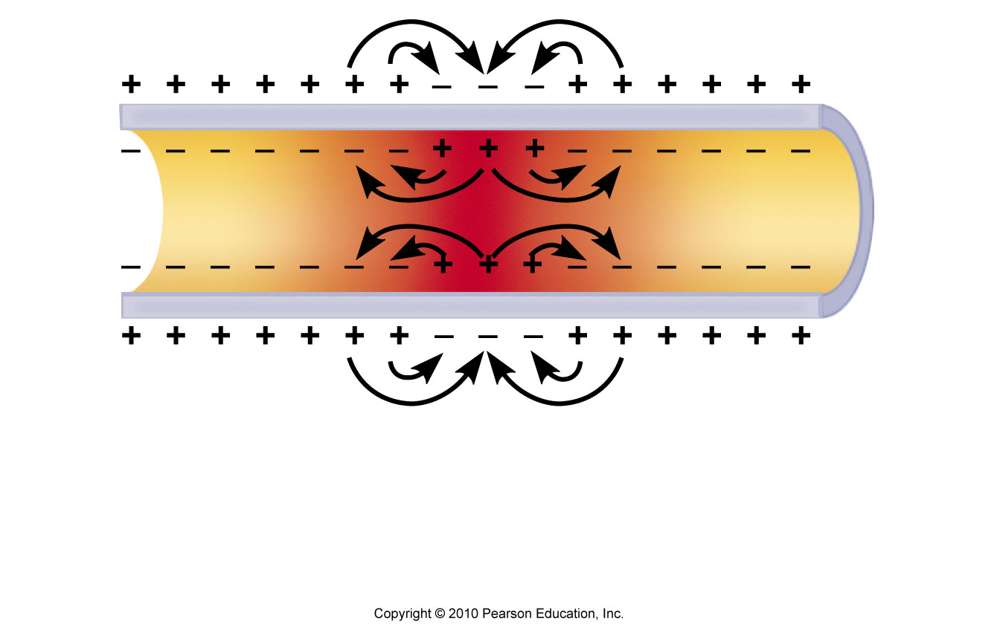 + + + + + + + − − − + + + + + +
− − − − − − − + + + − − − − − −
− − − − − − − + + + − − − − − −
+ + + + + + + − − − + + + + + +
Copyright © 2010 Pearson Education, Inc.